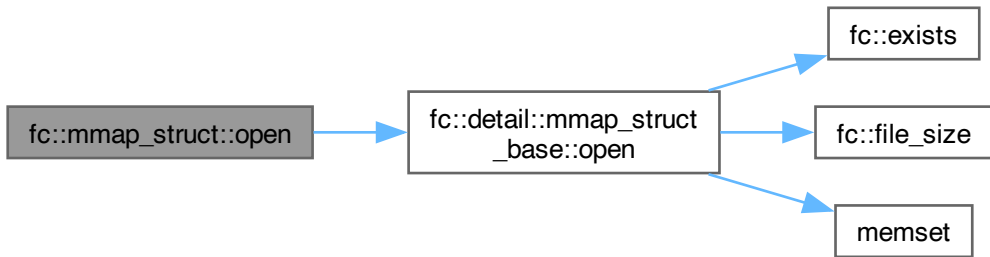 fc::exists
fc::mmap_struct::open
fc::detail::mmap_struct
_base::open
fc::file_size
memset